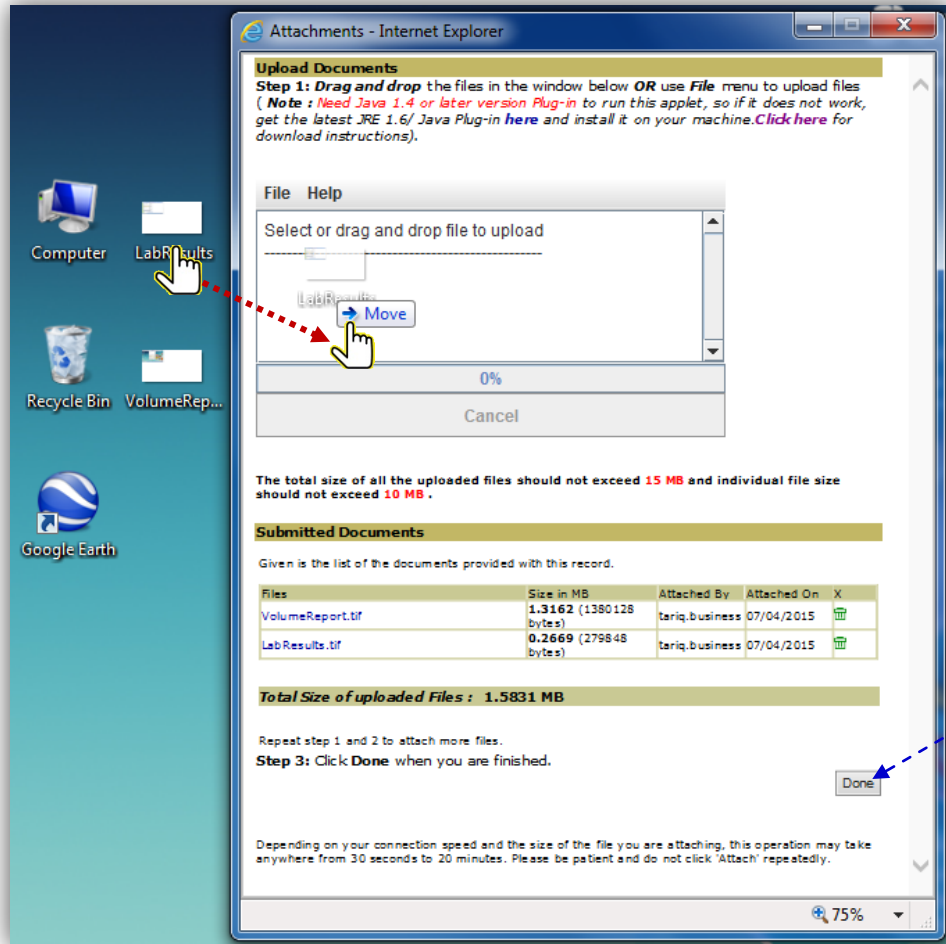 Attachments - Internet Explorer
Upload Documents
Step 1: Drag and drop the files in the window below OR use File menu to upload files
( Note : Need Java 1.4 or later version Plug-in to run this applet, so if it does not work,
get the latest JRE 1.6/ Java Plug-in here and install it on your machine.Click here for
download instructions).
File Help
Select or drag and drop file to upload
LabResults
Move
0%
Cancel
Computer
LabResults
Recycle Bin
VolumeRep...
Google Earth
The total size of all the uploaded files should not exceed 15 MB and individual file size
should not exceed 10 MB .
Submitted Documents
Given is the list of the documents provided with this record.
Files Size in MB Attached By Attached On X
VolumeReport.tif 1.3162 (1380128 bytes) tariq.business 07/04/2015
LabResults.tif 0.2669 (279848 bytes) tariq.business 07/04/2015
Total Size of uploaded Files : 1.5831 MB
Repeat step 1 and 2 to attach more files.
Step 3: Click Done when you are finished.
Done
Depending on your connection speed and the size of the file you are attaching, this operation may take
anywhere from 30 seconds to 20 minutes. Please be patient and do not click 'Attach' repeatedly.
75%